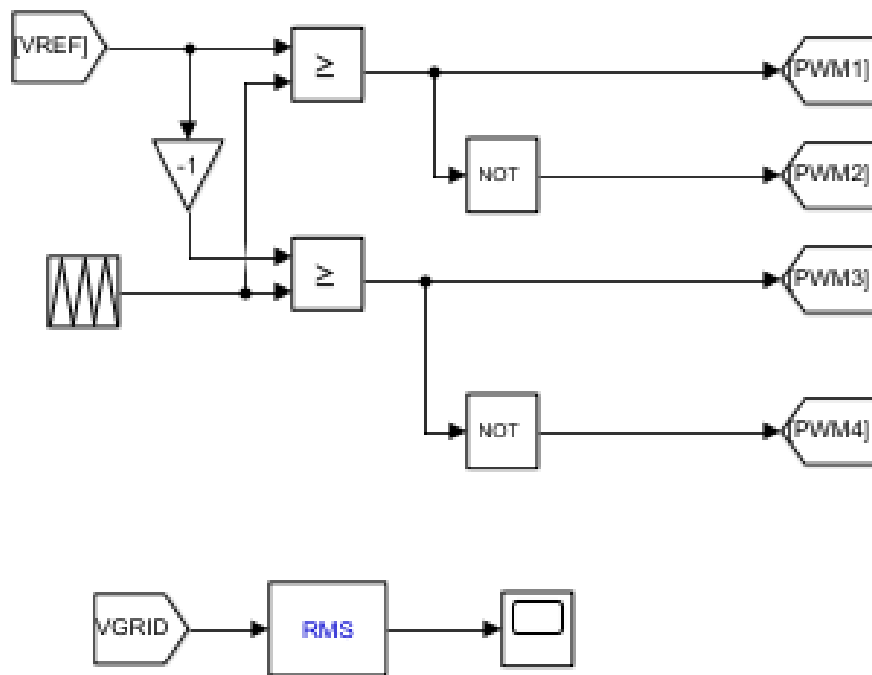 [VREF]
≥
[PWM1]
-1
NOT
[PWM2]
≥
[PWM3]
NOT
[PWM4]
VGRID
RMS